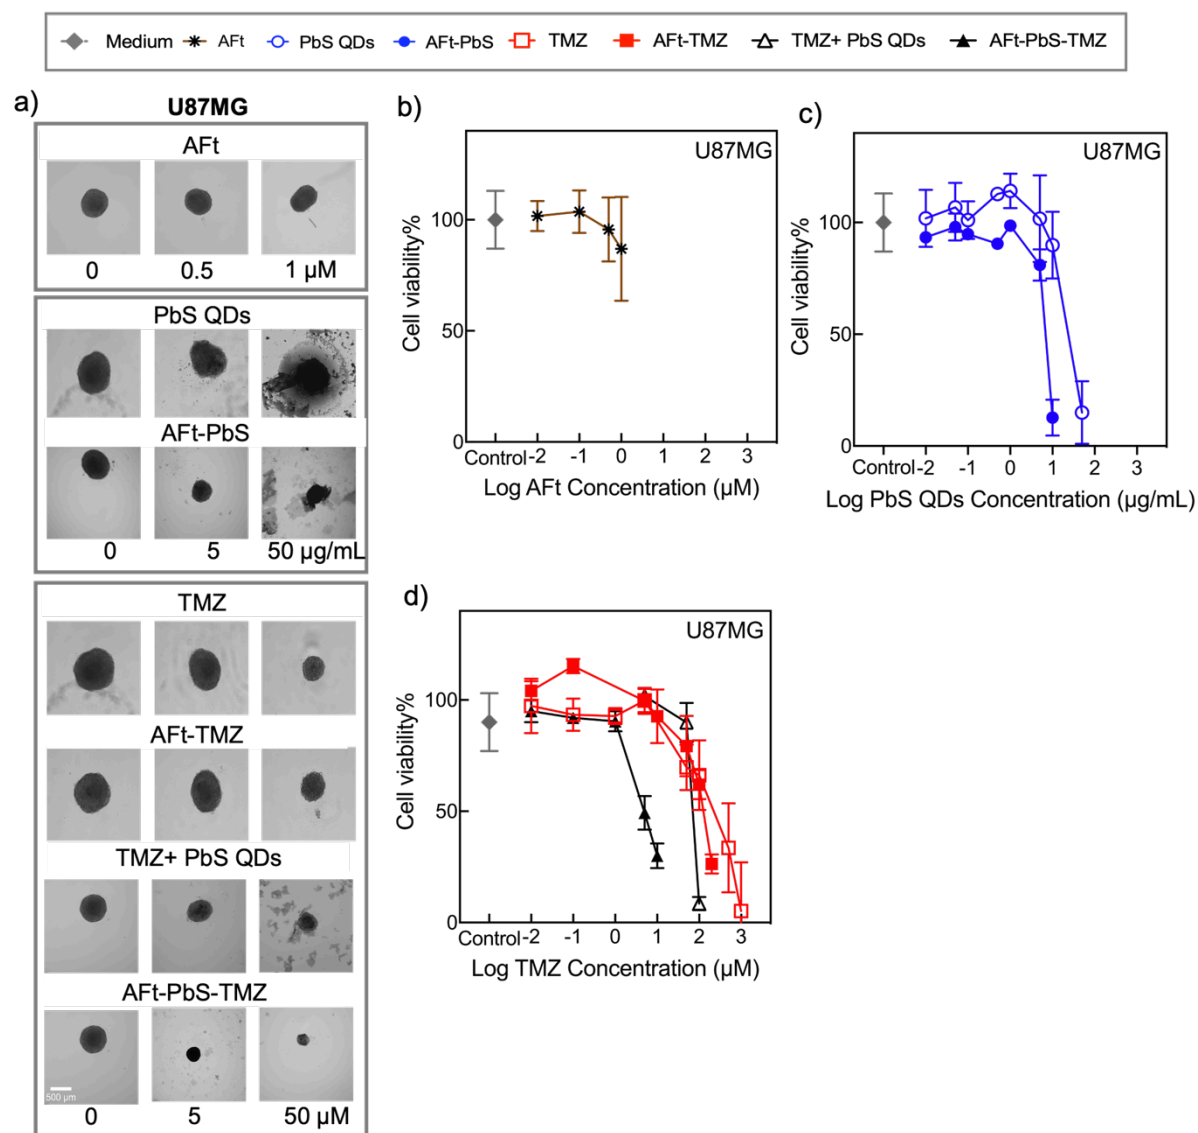 Medium AFt PbS QDs AFt-PbS TMZ AFt-TMZ TMZ+ PbS QDs AFt-PbS-TMZ
a)
U87MG
AFt
0 0.5 1 µM
PbS QDs
AFt-PbS
0 5 50 µg/mL
TMZ
AFt-TMZ
TMZ+ PbS QDs
AFt-PbS-TMZ
500 µm
0 5 50 µM
b)
U87MG
Cell viability%
100
50
0
Control -2 -1 0 1 2 3
Log AFt Concentration (µM)
c)
U87MG
Cell viability%
100
50
0
Control -2 -1 0 1 2 3
Log PbS QDs Concentration (µg/mL)
d)
U87MG
Cell viability%
100
50
0
Control -2 -1 0 1 2 3
Log TMZ Concentration (µM)